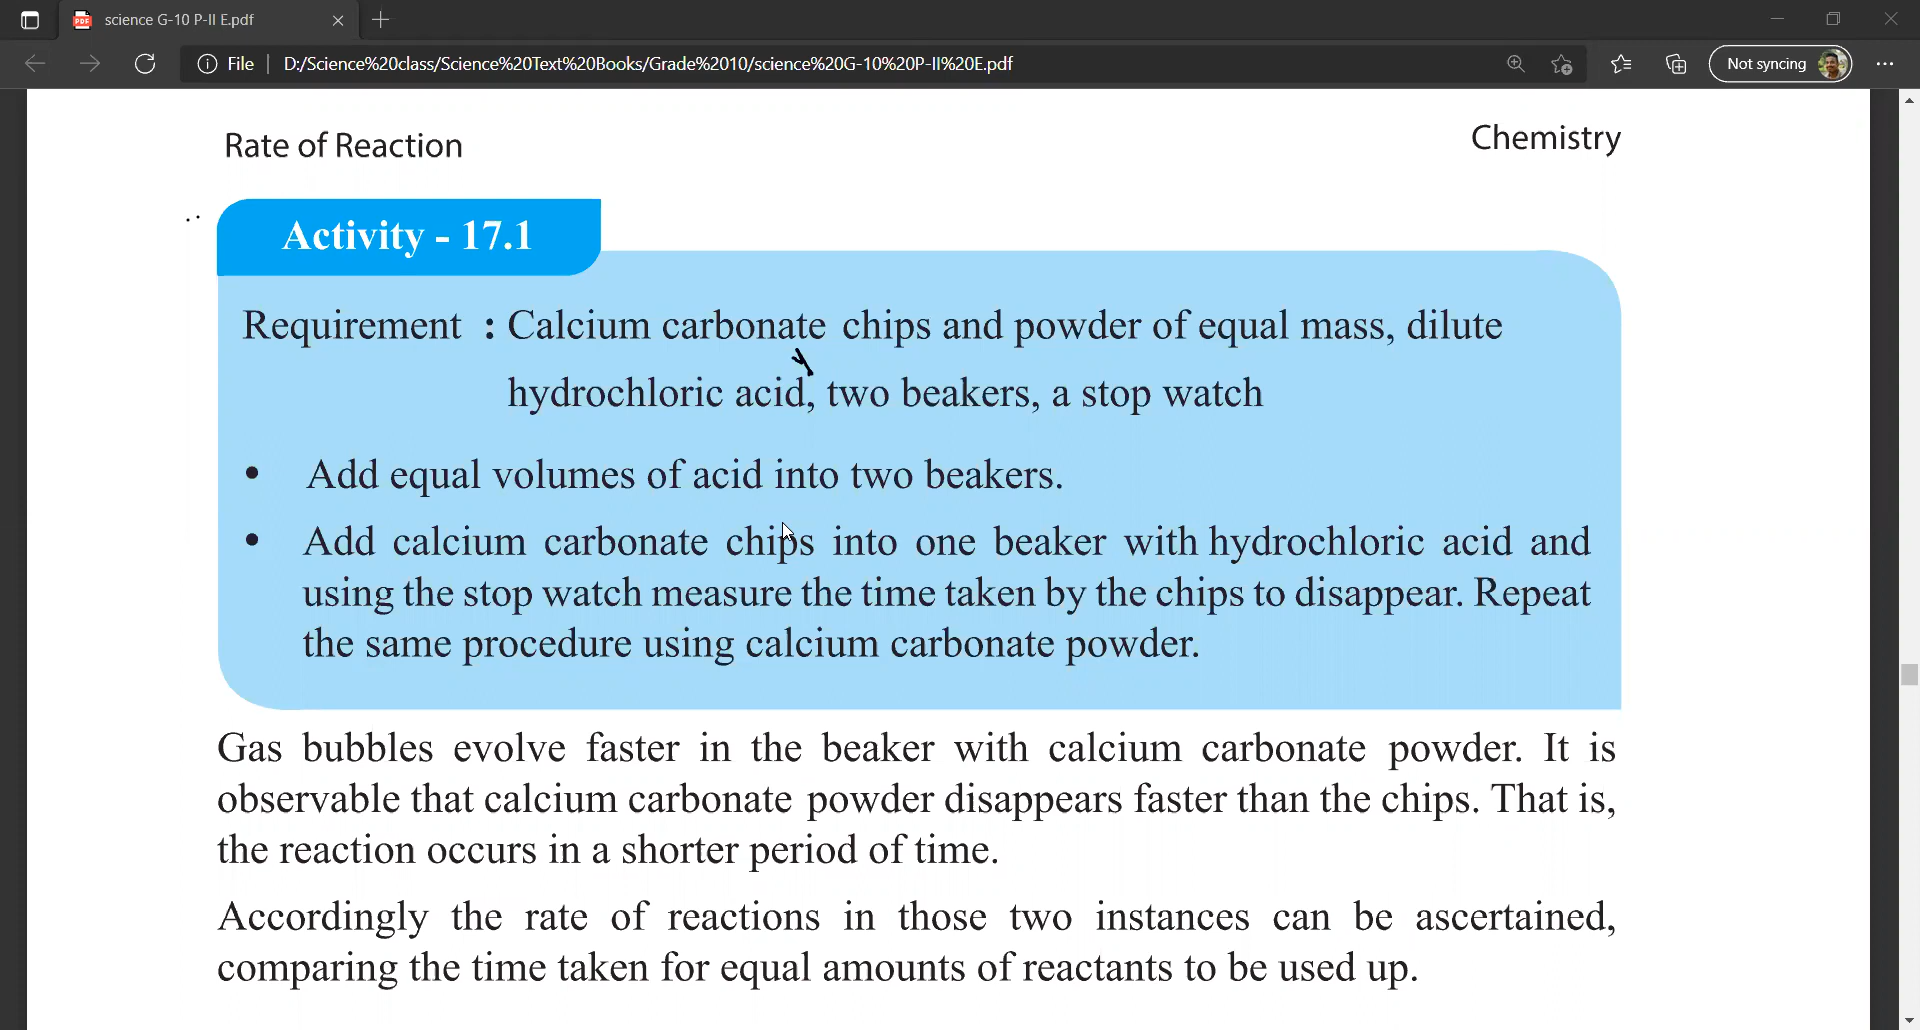 science G-10 P-II E.pdf
File D:/Science%20class/Science%20Text%20Books/Grade%2010/science%20G-10%20P-II%20E.pdf
Not syncing
Rate of Reaction
Chemistry
Activity - 17.1
Requirement : Calcium carbonate chips and powder of equal mass, dilute
hydrochloric acid, two beakers, a stop watch
• Add equal volumes of acid into two beakers.
• Add calcium carbonate chips into one beaker with hydrochloric acid and
using the stop watch measure the time taken by the chips to disappear. Repeat
the same procedure using calcium carbonate powder.
Gas bubbles evolve faster in the beaker with calcium carbonate powder. It is
observable that calcium carbonate powder disappears faster than the chips. That is,
the reaction occurs in a shorter period of time.
Accordingly the rate of reactions in those two instances can be ascertained,
comparing the time taken for equal amounts of reactants to be used up.